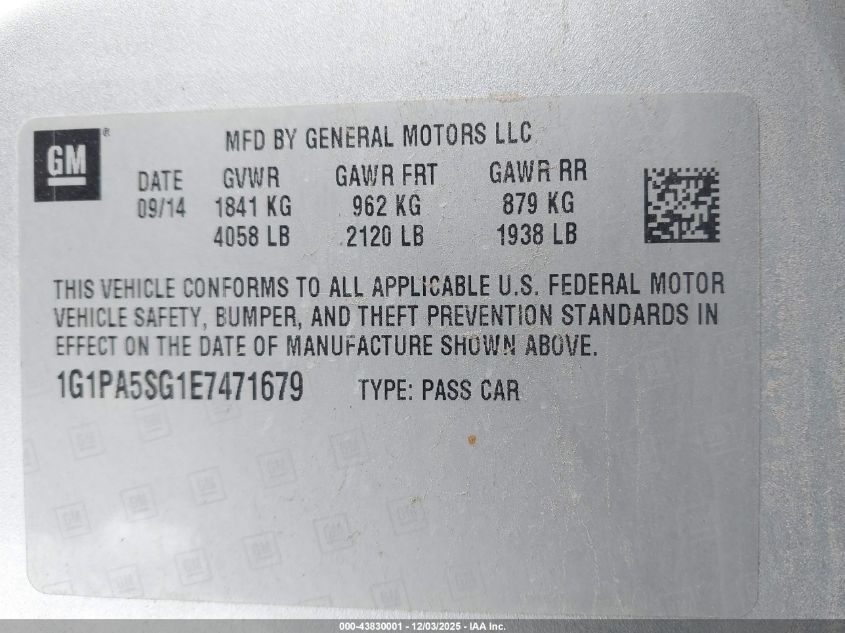 GM®
MFD BY GENERAL MOTORS LLC
DATE GVWR GAWR FRT GAWR RR
09/14 1841 KG 962 KG 879 KG
4058 LB 2120 LB 1938 LB
THIS VEHICLE CONFORMS TO ALL APPLICABLE U.S. FEDERAL MOTOR
VEHICLE SAFETY, BUMPER, AND THEFT PREVENTION STANDARDS IN
EFFECT ON THE DATE OF MANUFACTURE SHOWN ABOVE.
1G1PA5SG1E7471679 TYPE: PASS CAR
000-43830001 - 12/03/2025 - IAA Inc.